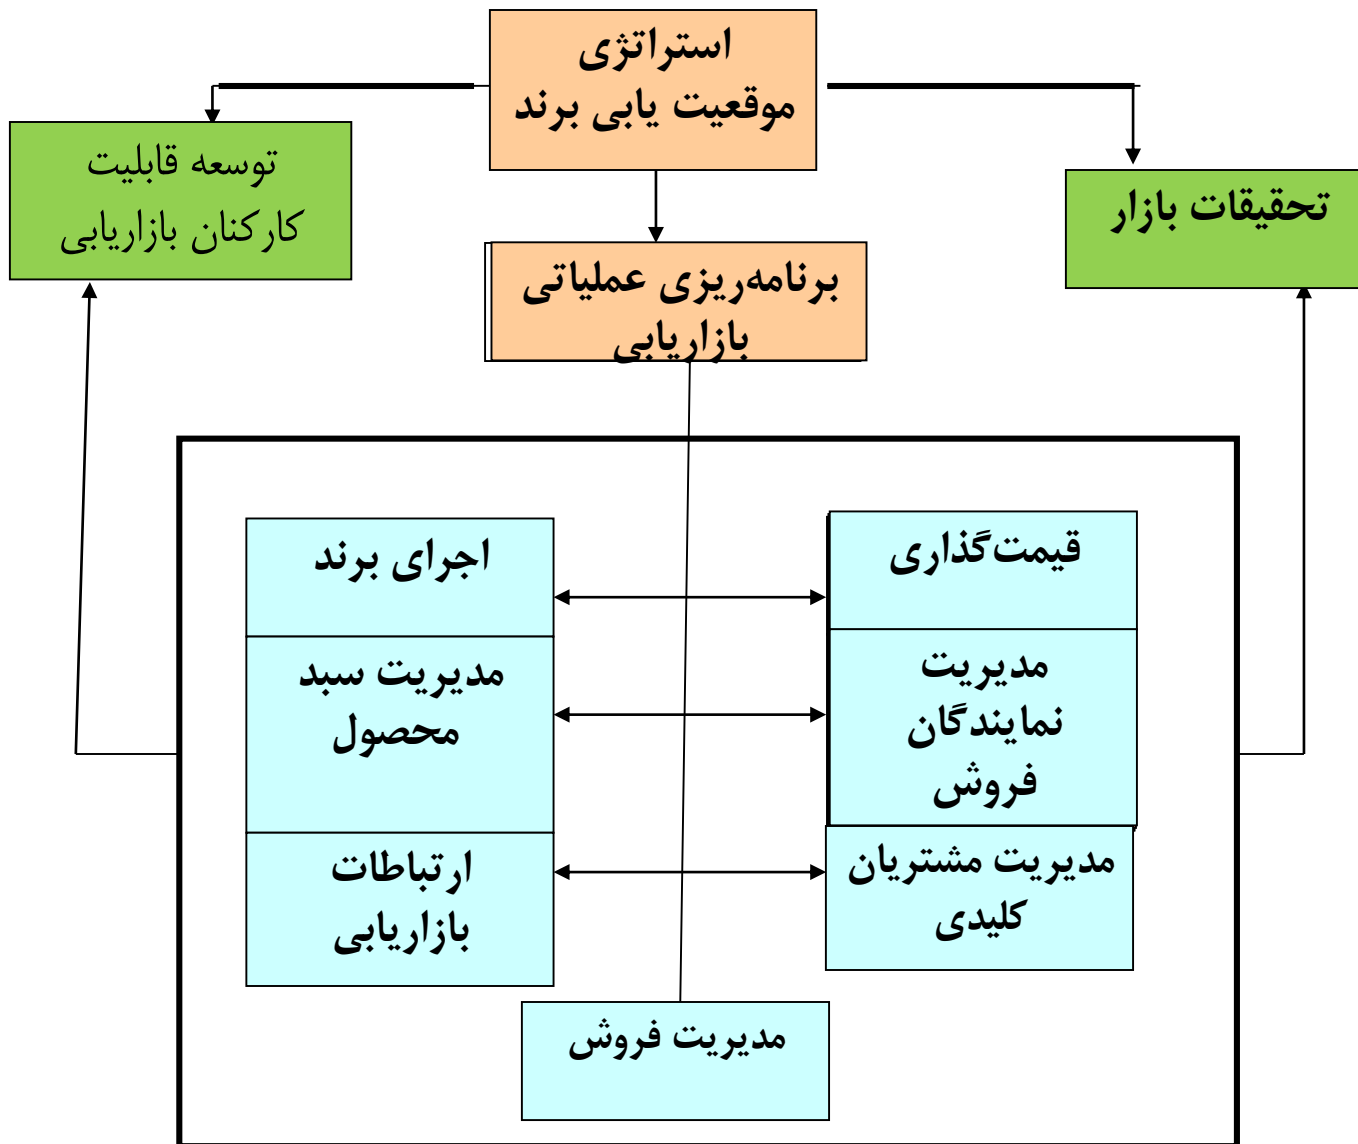 استراتژی
موقعیت یابی برند
توسعه قابلیت
کارکنان بازاریابی
تحقیقات بازار
برنامه‌ریزی عملیاتی
بازاریابی
قیمت‌گذاری
اجرای برند
مدیریت
نمایندگان
فروش
مدیریت سبد
محصول
مدیریت مشتریان
کلیدی
ارتباطات
بازاریابی
مدیریت فروش